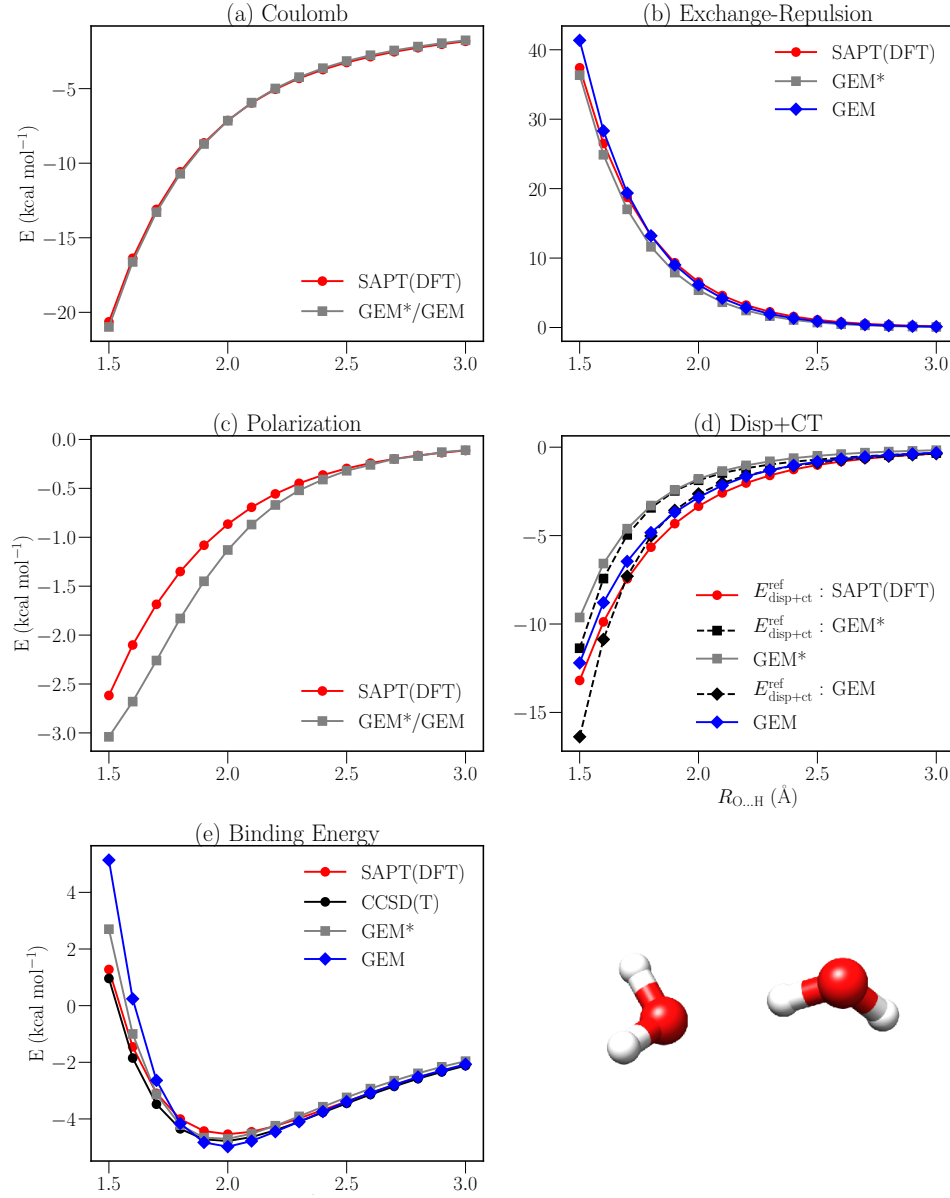 (a) Coulomb
E (kcal mol⁻¹)
−5
−10
−15
−20
1.5 2.0 2.5 3.0
SAPT(DFT)
GEM*/GEM
(b) Exchange-Repulsion
40
30
20
10
0
1.5 2.0 2.5 3.0
SAPT(DFT)
GEM*
GEM
(c) Polarization
E (kcal mol⁻¹)
0.0
−0.5
−1.0
−1.5
−2.0
−2.5
−3.0
1.5 2.0 2.5 3.0
SAPT(DFT)
GEM*/GEM
(d) Disp+CT
0
−5
−10
−15
1.5 2.0 2.5 3.0
R_O...H (Å)
E^ref_disp+ct : SAPT(DFT)
E^ref_disp+ct : GEM*
GEM*
E^ref_disp+ct : GEM
GEM
(e) Binding Energy
E (kcal mol⁻¹)
4
2
0
−2
−4
1.5 2.0 2.5 3.0
SAPT(DFT)
CCSD(T)
GEM*
GEM